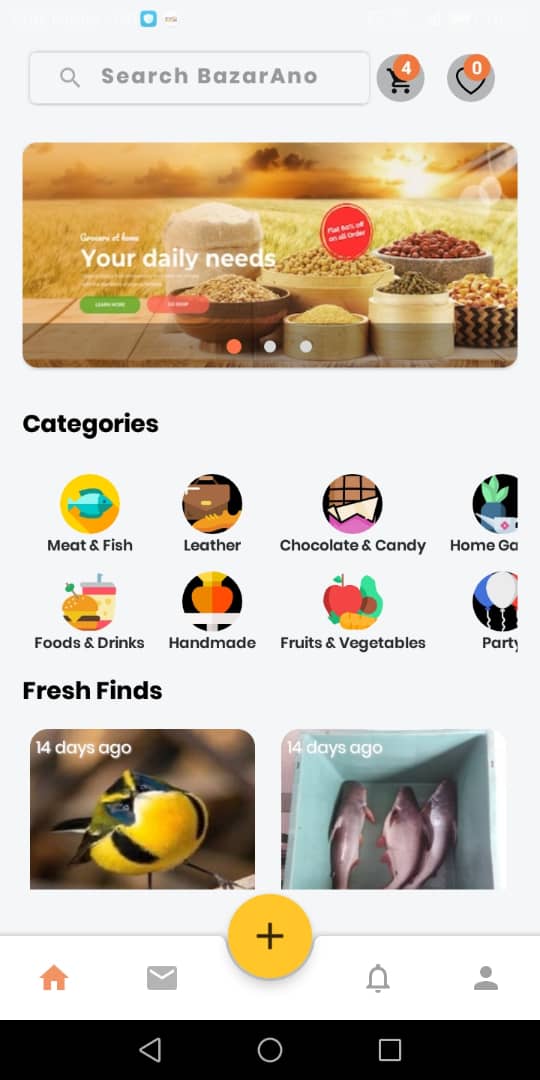 Search BazarAno
4
0
Grocery at home
Your daily needs
Flat 50% off
on all Order
LEARN MORE
GO SHOP
Categories
Meat & Fish
Leather
Chocolate & Candy
Home Ga
Foods & Drinks
Handmade
Fruits & Vegetables
Party
Fresh Finds
14 days ago
14 days ago